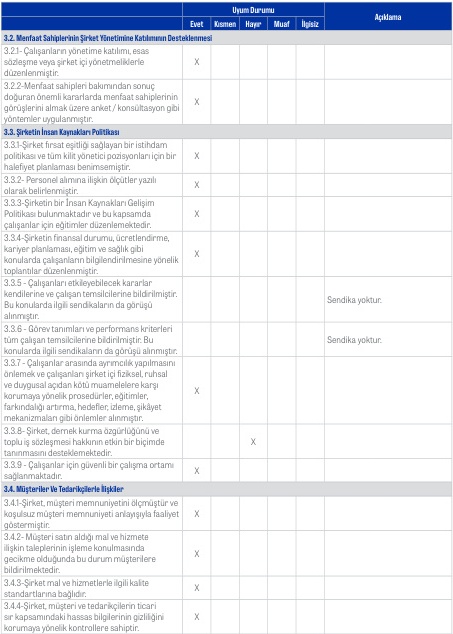 Uyum Durumu
Açıklama
Evet Kısmen Hayır Muaf İlgisiz
3.2. Menfaat Sahiplerinin Şirket Yönetimine Katılımının Desteklenmesi
3.2.1- Çalışanların yönetime katılımı, esas
sözleşme veya şirket içi yönetmeliklerle
düzenlenmiştir.
X
3.2.2-Menfaat sahipleri bakımından sonuç
doğuran önemli kararlarda menfaat sahiplerinin
görüşlerini almak üzere anket / konsültasyon gibi
yöntemler uygulanmıştır.
X
3.3. Şirketin İnsan Kaynakları Politikası
3.3.1-Şirket fırsat eşitliği sağlayan bir istihdam
politikası ve tüm kilit yönetici pozisyonları için bir
halefiyet planlaması benimsemiştir.
X
3.3.2- Personel alımına ilişkin ölçütler yazılı
olarak belirlenmiştir.
X
3.3.3-Şirketin bir İnsan Kaynakları Gelişim
Politikası bulunmaktadır ve bu kapsamda
çalışanlar için eğitimler düzenlemektedir.
X
3.3.4-Şirketin finansal durumu, ücretlendirme,
kariyer planlaması, eğitim ve sağlık gibi
konularda çalışanların bilgilendirilmesine yönelik
toplantılar düzenlenmiştir.
X
3.3.5 - Çalışanları etkileyebilecek kararlar
kendilerine ve çalışan temsilcilerine bildirilmiştir.
Bu konularda ilgili sendikaların da görüşü
alınmıştır.
Sendika yoktur.
3.3.6 - Görev tanımları ve performans kriterleri
tüm çalışan temsilcilerine bildirilmiştir. Bu
konularda ilgili sendikaların da görüşü alınmıştır.
Sendika yoktur.
3.3.7 - Çalışanlar arasında ayrımcılık yapılmasını
önlemek ve çalışanları şirket içi fiziksel, ruhsal
ve duygusal açıdan kötü muamelelere karşı
korumaya yönelik prosedürler, eğitimler,
farkındalığı artırma, hedefler, izleme, şikâyet
mekanizmaları gibi önlemler alınmıştır.
X
3.3.8- Şirket, dernek kurma özgürlüğünü ve
toplu iş sözleşmesi hakkının etkin bir biçimde
tanınmasını desteklemektedir.
X
3.3.9 - Çalışanlar için güvenli bir çalışma ortamı
sağlanmaktadır.
X
3.4. Müşteriler Ve Tedarikçilerle İlişkiler
3.4.1-Şirket, müşteri memnuniyetini ölçmüştür ve
koşulsuz müşteri memnuniyeti anlayışıyla faaliyet
göstermiştir.
X
3.4.2- Müşteri satın aldığı mal ve hizmete
ilişkin taleplerinin işleme konulmasında
gecikme olduğunda bu durum müşterilere
bildirilmektedir.
X
3.4.3-Şirket mal ve hizmetlerle ilgili kalite
standartlarına bağlıdır.
X
3.4.4-Şirket, müşteri ve tedarikçilerin ticari
sır kapsamındaki hassas bilgilerinin gizliliğini
korumaya yönelik kontrollere sahiptir.
X